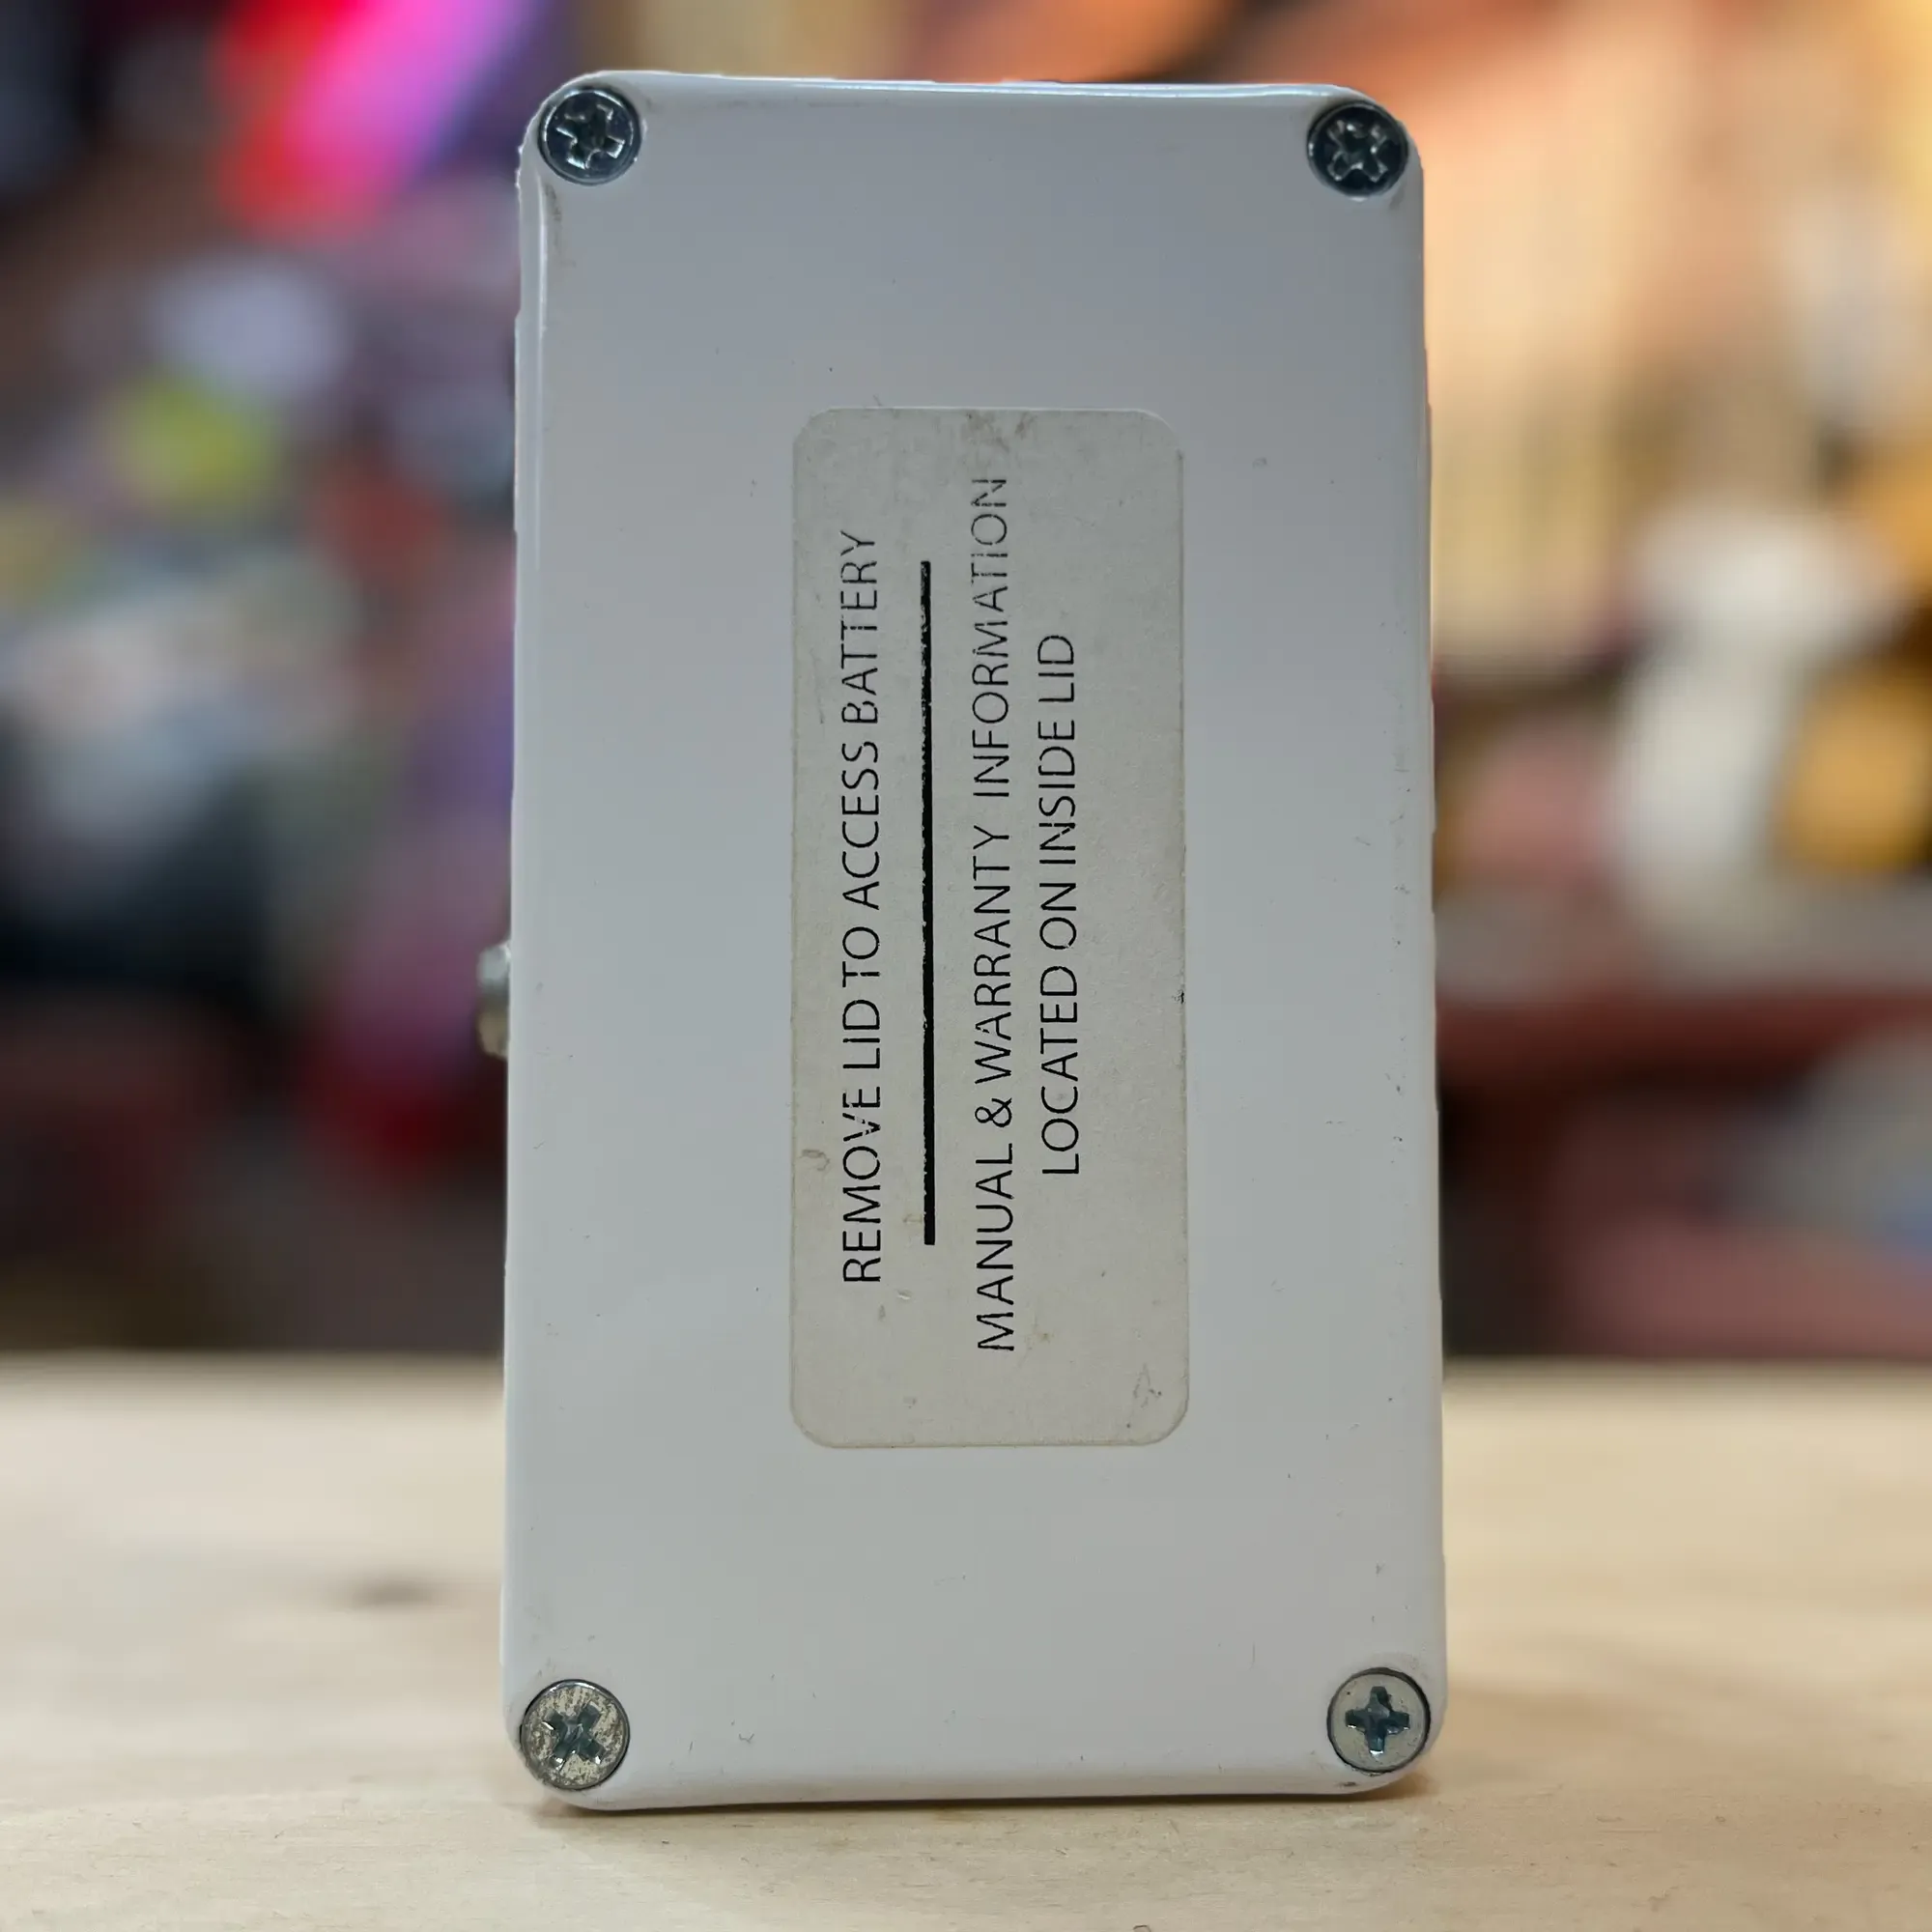 REMOVE LID TO ACCESS BATTERY
MANUAL & WARRANTY INFORMATION
LOCATED ON INSIDE LID